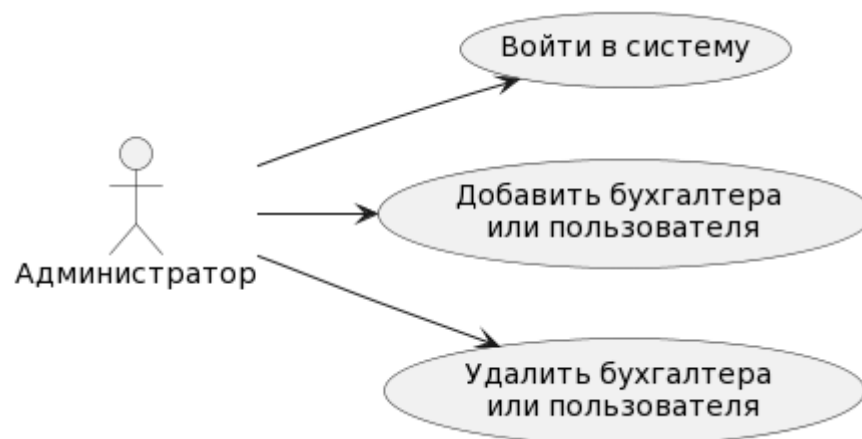 Войти в систему
Добавить бухгалтера
или пользователя
Администратор
Удалить бухгалтера
или пользователя